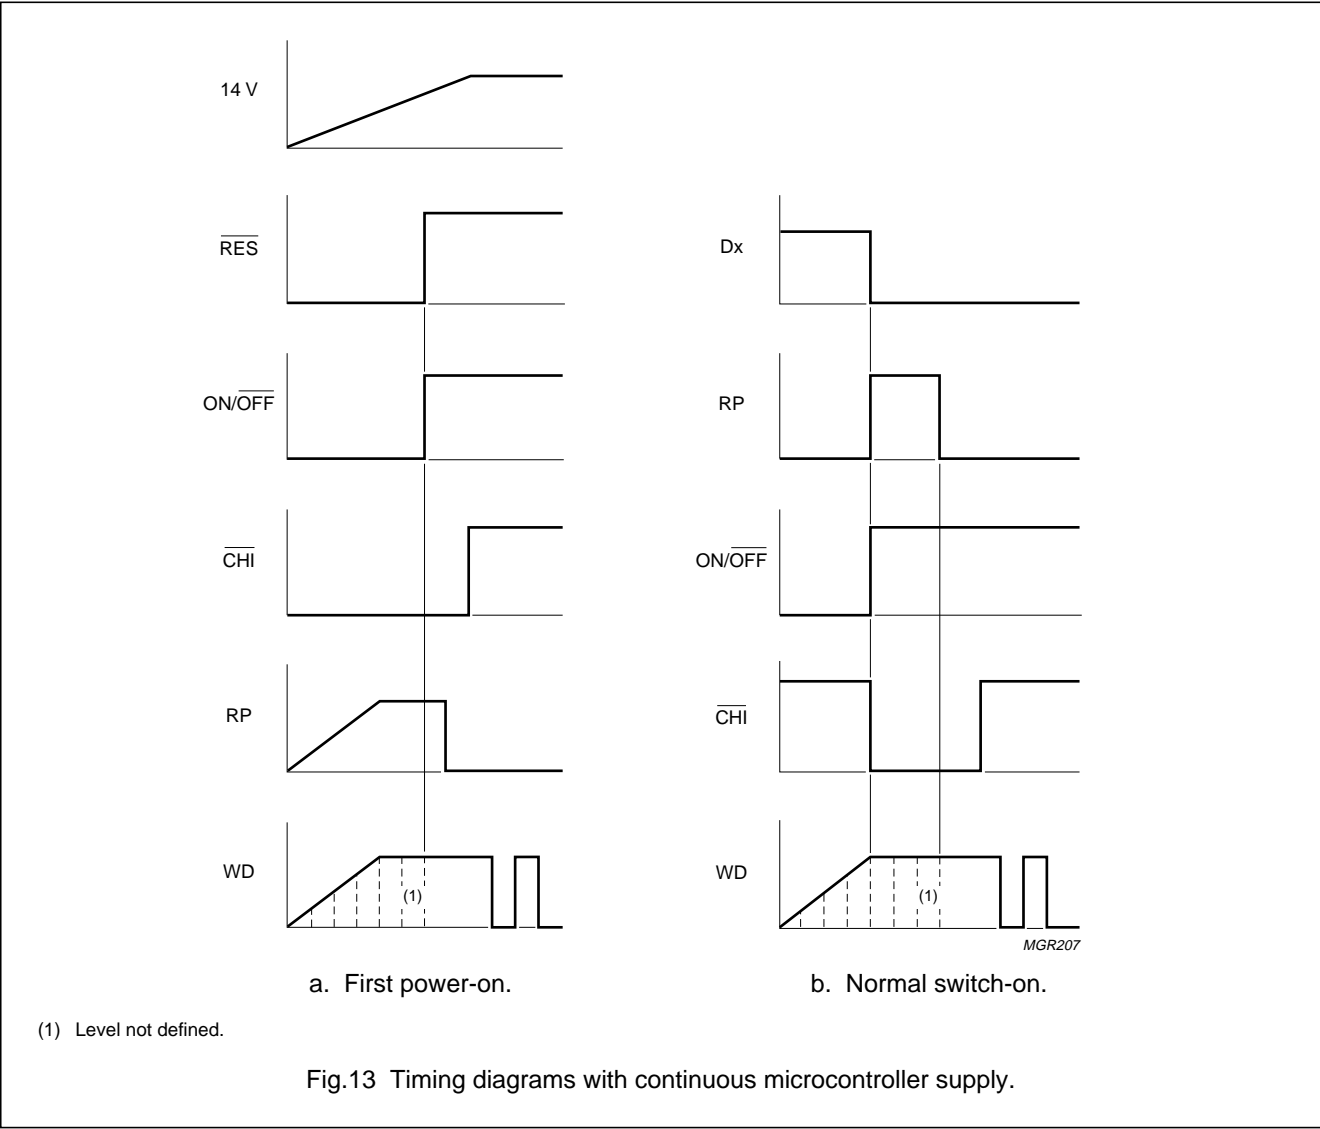 14 V
RES
ON/OFF
CHI
RP
WD
(1)
a. First power-on.
Dx
RP
ON/OFF
CHI
WD
(1)
MGR207
b. Normal switch-on.
(1) Level not defined.
Fig.13 Timing diagrams with continuous microcontroller supply.